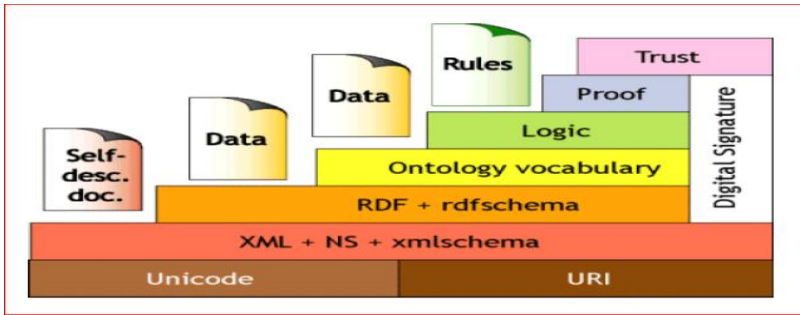 Rules
Trust
Data
Proof
Data
Logic
Self-
desc.
doc.
Ontology vocabulary
Digital Signature
RDF + rdfschema
XML + NS + xmlschema
Unicode
URI